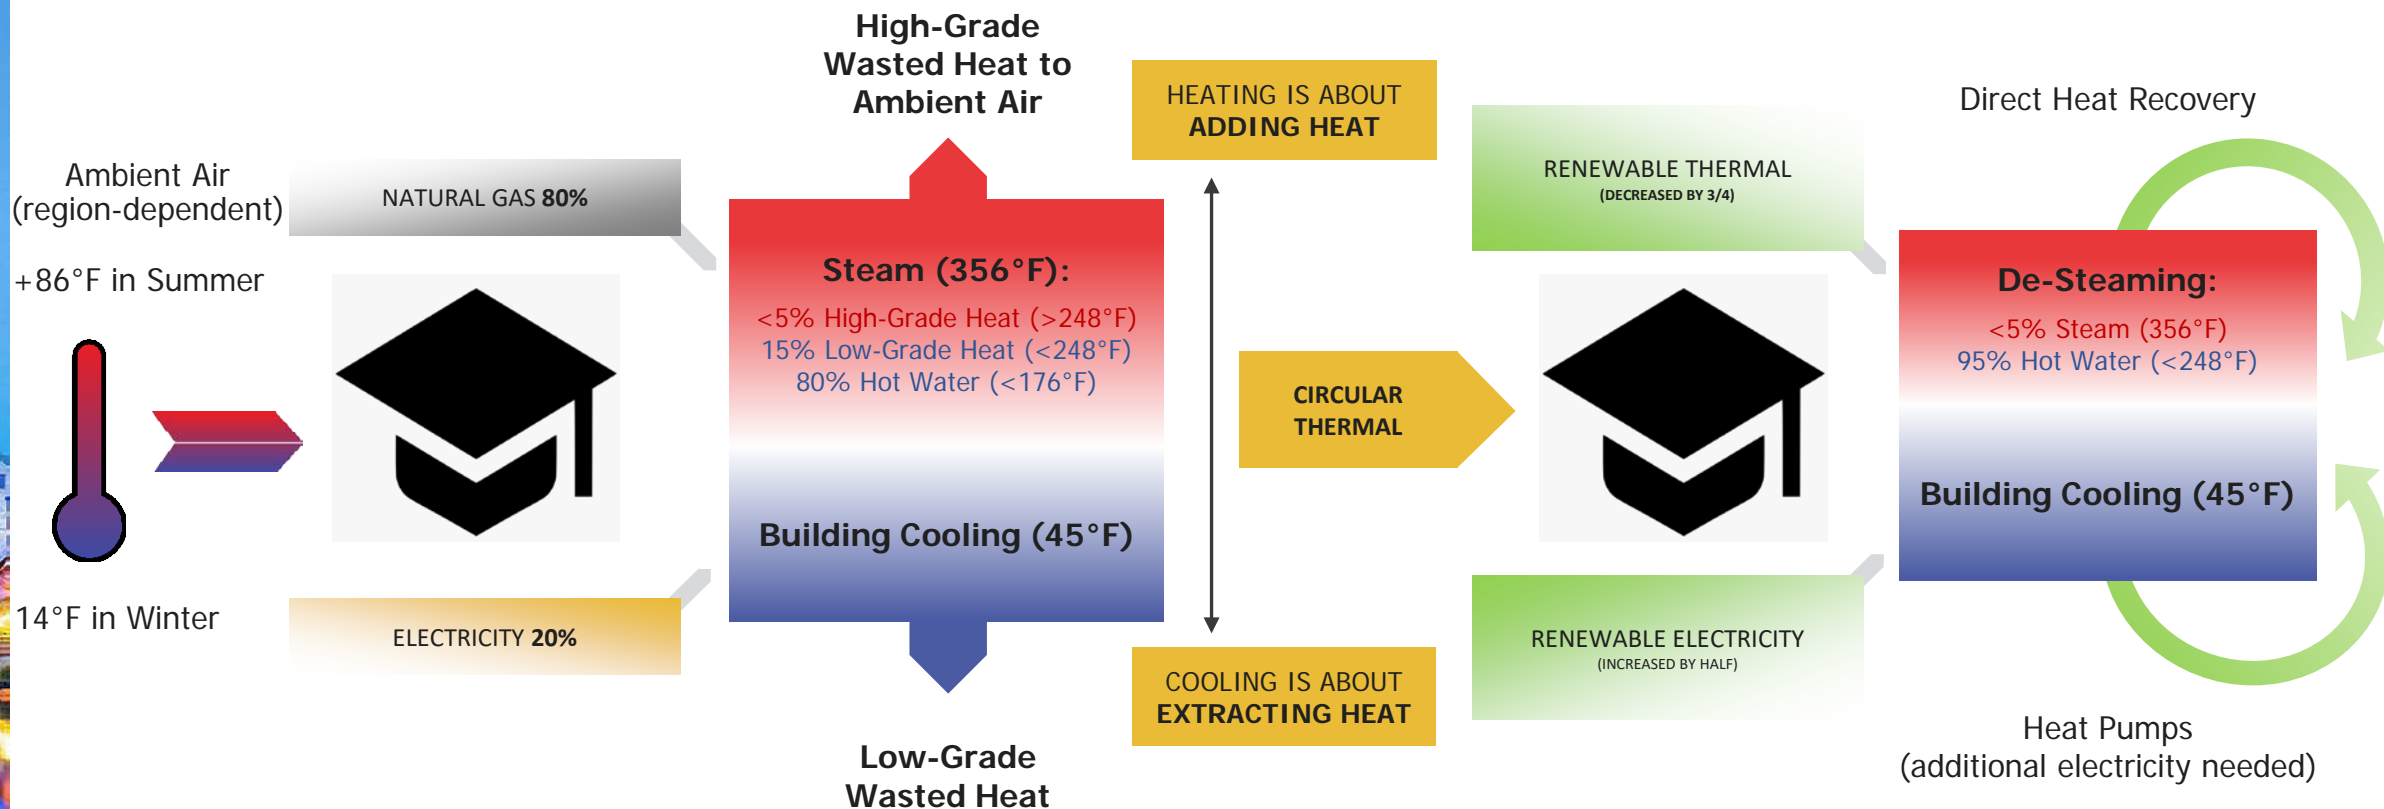 Ambient Air
(region-dependent)
+86°F in Summer
14°F in Winter
NATURAL GAS 80%
ELECTRICITY 20%
High-Grade
Wasted Heat to
Ambient Air
Steam (356°F):
<5% High-Grade Heat (>248°F)
15% Low-Grade Heat (<248°F)
80% Hot Water (<176°F)
Building Cooling (45°F)
Low-Grade
Wasted Heat
HEATING IS ABOUT
ADDING HEAT
CIRCULAR
THERMAL
COOLING IS ABOUT
EXTRACTING HEAT
RENEWABLE THERMAL
(DECREASED BY 3/4)
RENEWABLE ELECTRICITY
(INCREASED BY HALF)
Direct Heat Recovery
De-Steaming:
<5% Steam (356°F)
95% Hot Water (<248°F)
Building Cooling (45°F)
Heat Pumps
(additional electricity needed)